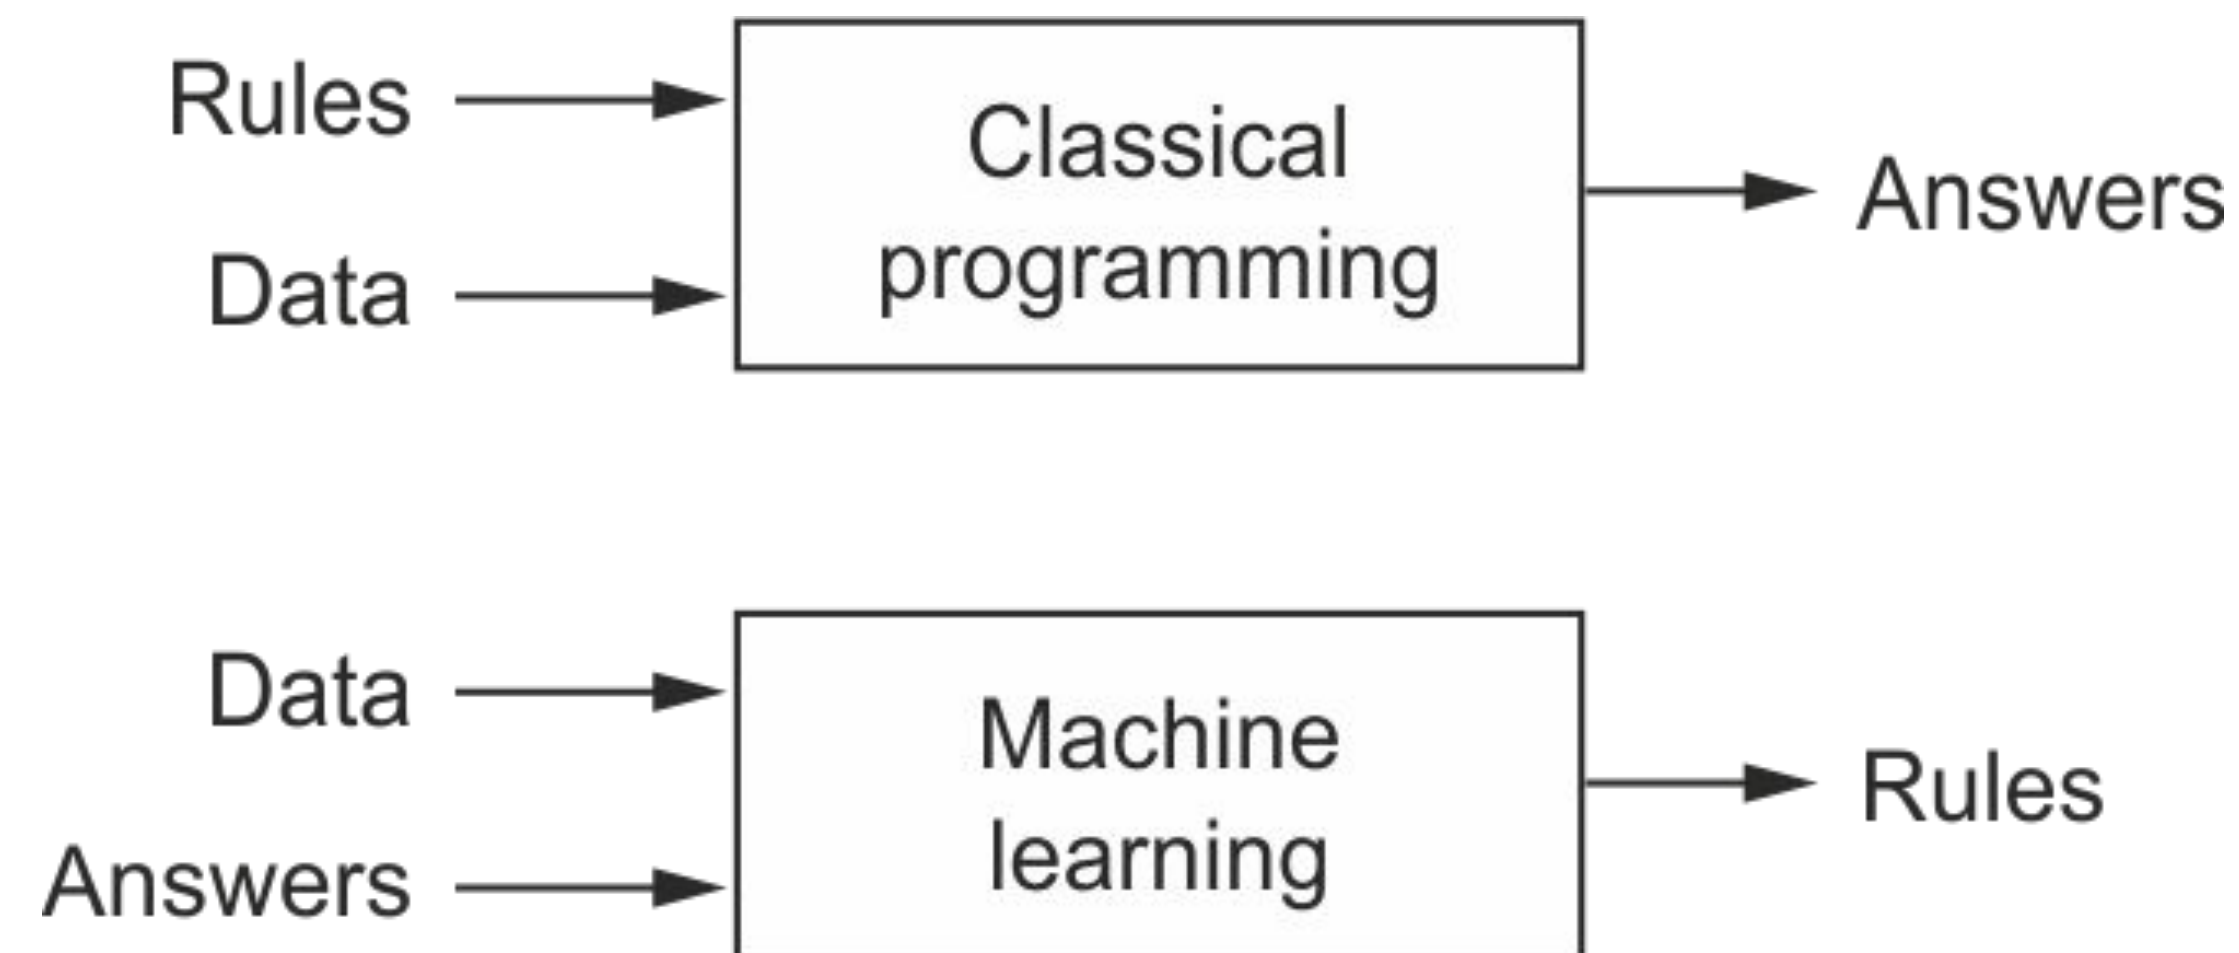 Rules
Data
Classical
programming
Answers
Data
Answers
Machine
learning
Rules